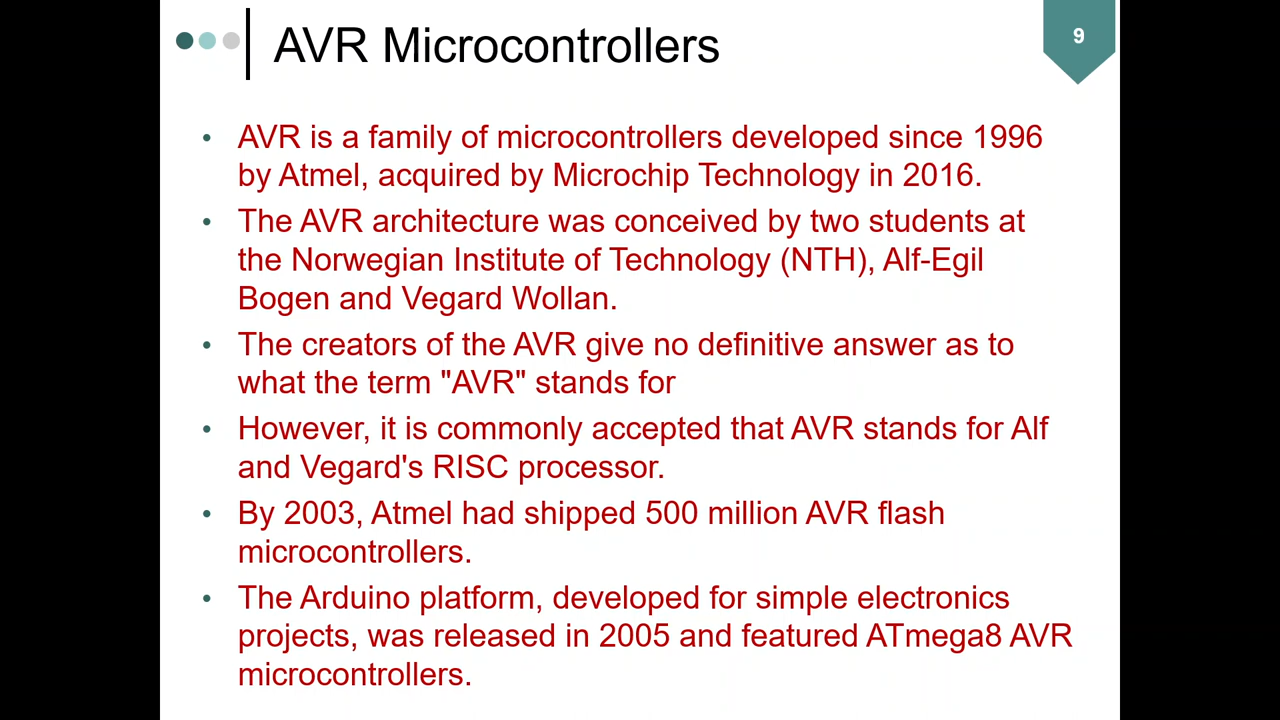 AVR Microcontrollers
9
• AVR is a family of microcontrollers developed since 1996
by Atmel, acquired by Microchip Technology in 2016.
• The AVR architecture was conceived by two students at
the Norwegian Institute of Technology (NTH), Alf-Egil
Bogen and Vegard Wollan.
• The creators of the AVR give no definitive answer as to
what the term "AVR" stands for
• However, it is commonly accepted that AVR stands for Alf
and Vegard's RISC processor.
• By 2003, Atmel had shipped 500 million AVR flash
microcontrollers.
• The Arduino platform, developed for simple electronics
projects, was released in 2005 and featured ATmega8 AVR
microcontrollers.